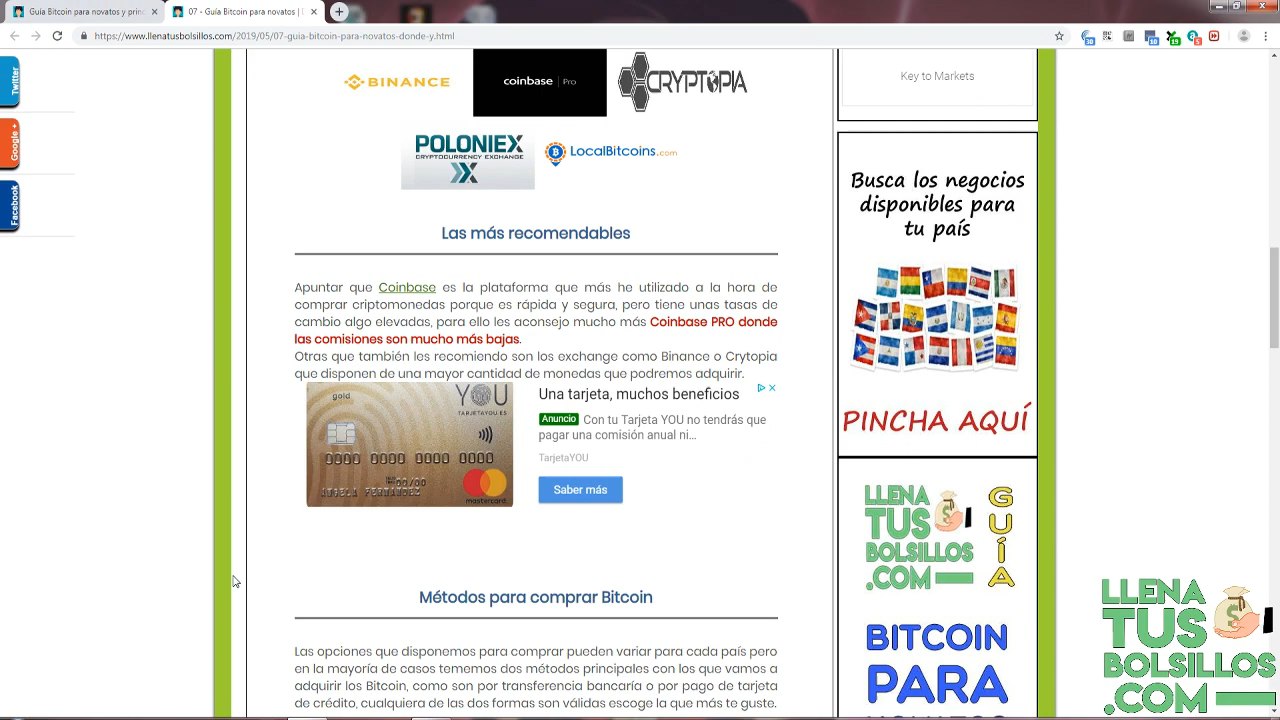 Guía Bitcoin para novatos y princ
07 - Guía Bitcoin para novatos | D
https://www.llenatusbolsillos.com/2019/05/07-guia-bitcoin-para-novatos-donde-y.html
Twitter
Google +
Facebook
BINANCE
coinbase Pro
CRYPTOPIA
POLONIEX
CRYPTOCURRENCY EXCHANGE
LocalBitcoins.com
Las más recomendables
Apuntar que Coinbase es la plataforma que más he utilizado a la hora de
comprar criptomonedas porque es rápida y segura, pero tiene unas tasas de
cambio algo elevadas, para ello les aconsejo mucho más Coinbase PRO donde
las comisiones son mucho más bajas.
Otras que también les recomiendo son los exchange como Binance o Crytopia
que disponen de una mayor cantidad de monedas que podremos adquirir.
gold
YOU
TARJETAYOU.ES
0000 0000 0000 0000
00/00
ANGELA FERNANDEZ
mastercard
Una tarjeta, muchos beneficios
Anuncio Con tu Tarjeta YOU no tendrás que
pagar una comisión anual ni...
TarjetaYOU
Saber más
Métodos para comprar Bitcoin
Las opciones que disponemos para comprar pueden variar para cada país pero
en la mayoría de casos tememos dos métodos principales con los que vamos a
adquirir los Bitcoin, como son por transferencia bancaría o por pago de tarjeta
de crédito, cualquiera de las dos formas son válidas escoge la que más te guste.
Key to Markets
Busca los negocios
disponibles para
tu país
PINCHA AQUÍ
LLENA
TUS
BOLSILLOS
.COM
GUÍA
BITCOIN
PARA
LLENA
TUS
BOLSILLOS
.COM